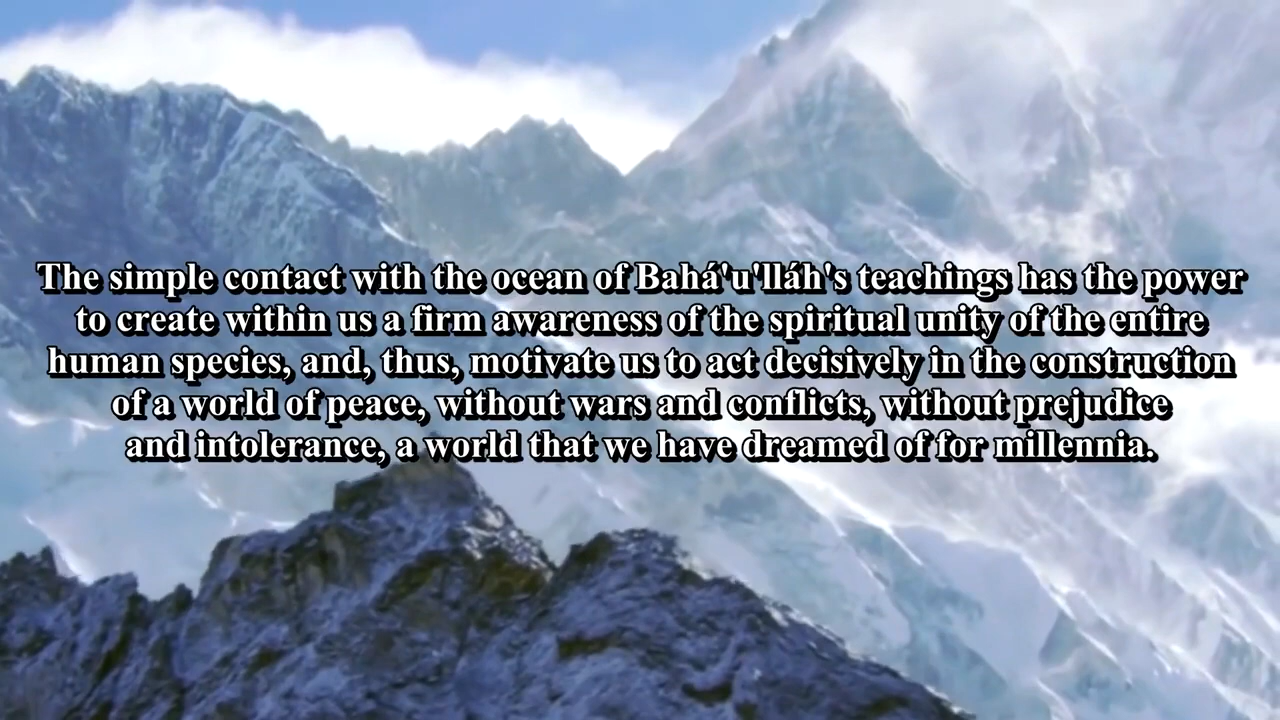 The simple contact with the ocean of Bahá'u'lláh's teachings has the power
to create within us a firm awareness of the spiritual unity of the entire
human species, and, thus, motivate us to act decisively in the construction
of a world of peace, without wars and conflicts, without prejudice
and intolerance, a world that we have dreamed of for millennia.